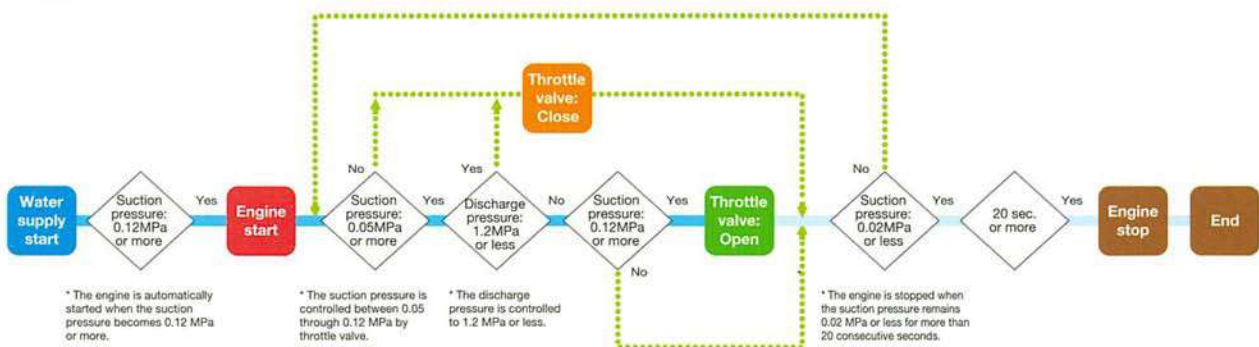 Water
supply
start
Suction
pressure:
0.12MPa
or more
Yes
Engine
start
No
Suction
pressure:
0.05MPa
or more
Yes
Yes
Discharge
pressure:
1.2MPa
or less
No
Throttle
valve:
Close
Suction
pressure:
0.12MPa
or more
Yes
No
Throttle
valve:
Open
No
Suction
pressure:
0.02MPa
or less
Yes
20 sec.
or more
Yes
Engine
stop
End
* The engine is automatically
started when the suction
pressure becomes 0.12 MPa
or more.
* The suction pressure is
controlled between 0.05
through 0.12 MPa by
throttle valve.
* The discharge
pressure is controlled
to 1.2 MPa or less.
* The engine is stopped when
the suction pressure remains
0.02 MPa or less for more than
20 consecutive seconds.